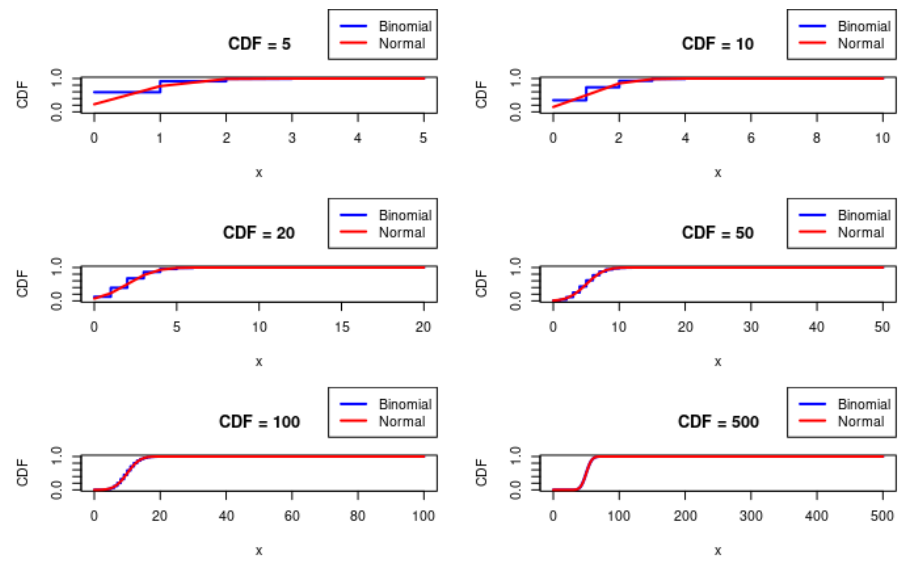 CDF = 5
Binomial
Normal
CDF
0.0
1.0
0 1 2 3 4 5
x
CDF = 10
Binomial
Normal
CDF
0.0
1.0
0 2 4 6 8 10
x
CDF = 20
Binomial
Normal
CDF
0.0
1.0
0 5 10 15 20
x
CDF = 50
Binomial
Normal
CDF
0.0
1.0
0 10 20 30 40 50
x
CDF = 100
Binomial
Normal
CDF
0.0
1.0
0 20 40 60 80 100
x
CDF = 500
Binomial
Normal
CDF
0.0
1.0
0 100 200 300 400 500
x